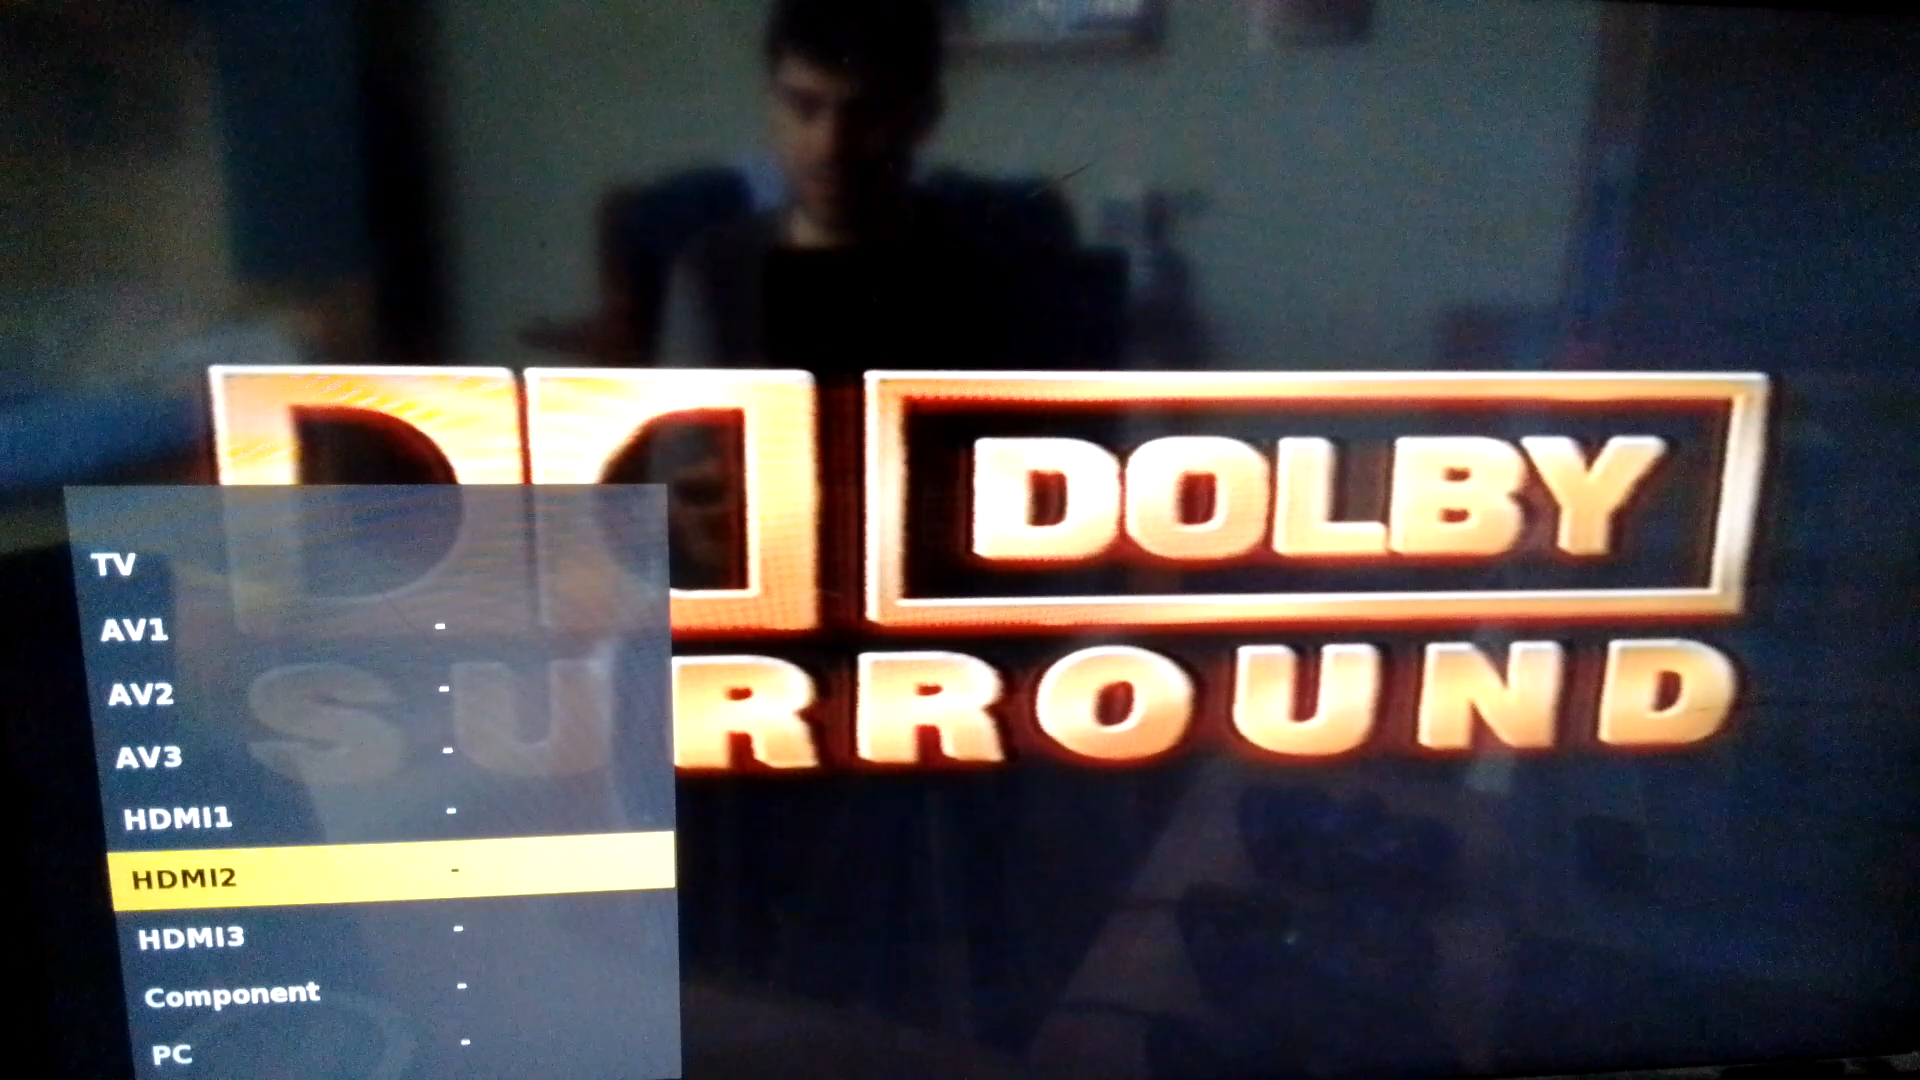 DOLBY
SURROUND
TV
AV1 -
AV2 -
AV3 -
HDMI1 -
HDMI2 -
HDMI3 -
Component -
PC -